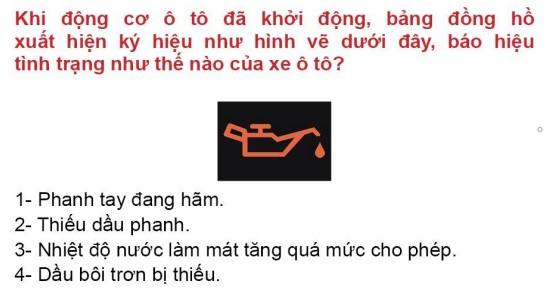 Khi động cơ ô tô đã khởi động, bảng đồng hồ
xuất hiện ký hiệu như hình vẽ dưới đây, báo hiệu
tình trạng như thế nào của xe ô tô?
1- Phanh tay đang hãm.
2- Thiếu dầu phanh.
3- Nhiệt độ nước làm mát tăng quá mức cho phép.
4- Dầu bôi trơn bị thiếu.